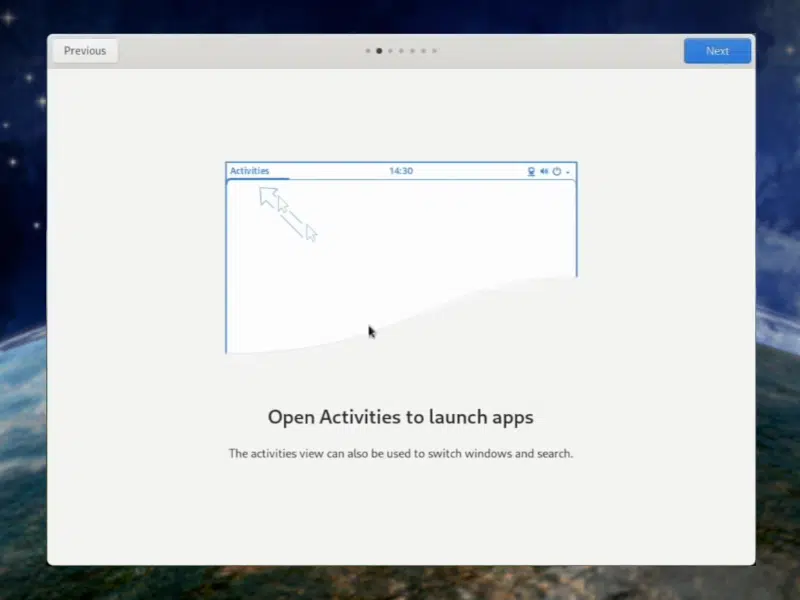 Previous
Next
Activities
14:30
Open Activities to launch apps
The activities view can also be used to switch windows and search.